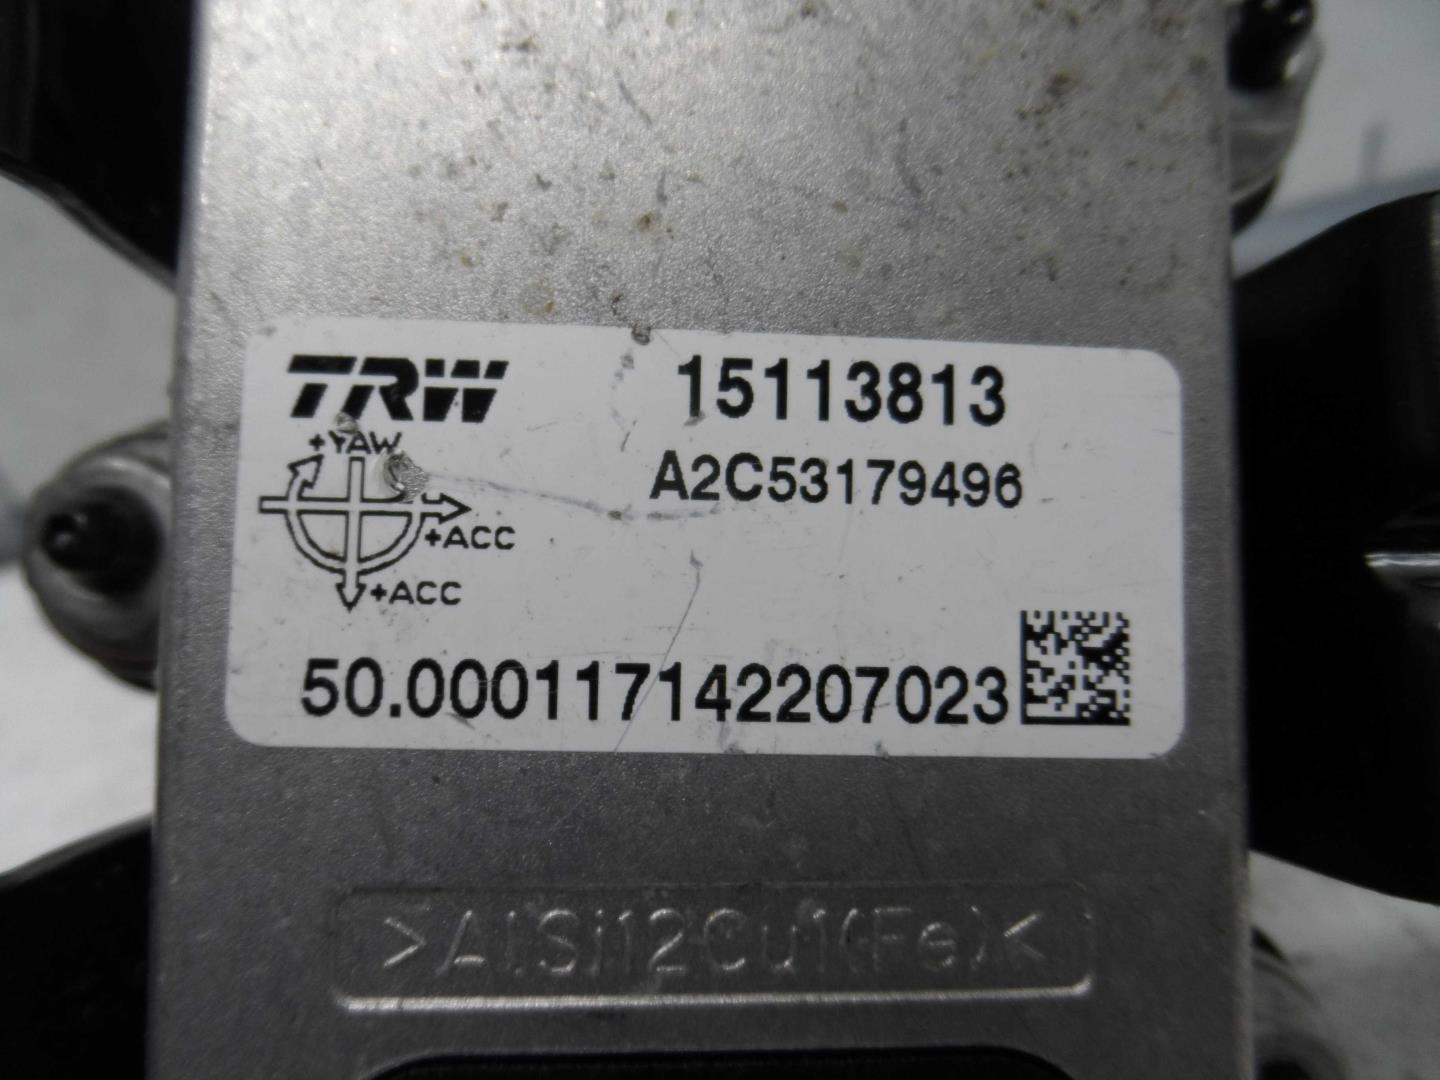 TRW 15113813
+YAW A2C53179496
+ACC
+ACC
50.000117142207023
>AlSi12Cu1(Fe)<